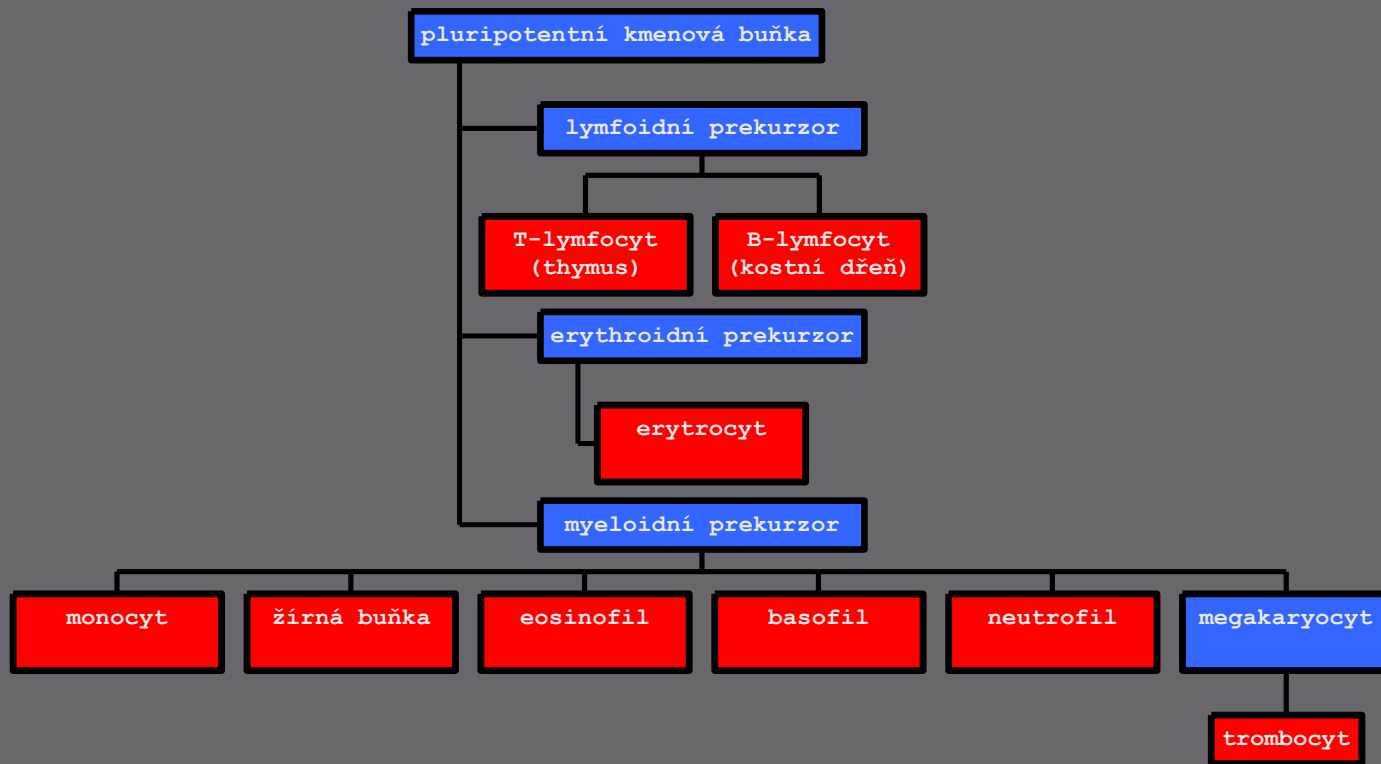 pluripotentní kmenová buňka
lymfoidní prekurzor
T-lymfocyt
(thymus)
B-lymfocyt
(kostní dřeň)
erythroidní prekurzor
erytrocyt
myeloidní prekurzor
monocyt
žírná buňka
eosinofil
basofil
neutrofil
megakaryocyt
trombocyt